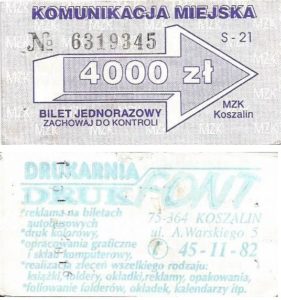 KOMUNIKACJA MIEJSKA
№ 6319345 S-21
4000 zł
BILET JEDNORAZOWY
ZACHOWAJ DO KONTROLI
MZK
Koszalin
DRUKARNIA
DRUK FONT
*reklama na biletach
autobusowych
*druk kolorowy,
*opracowania graficzne
i skład komputerowy,
75-364 KOSZALIN
ul. A.Warskiego 5
✆ 45-11-82
*realizacja zleceń wszelkiego rodzaju:
książki, foldery, okładki, reklamy, opakowania,
*foliowanie folderów, okładek, kalendarzy itp.